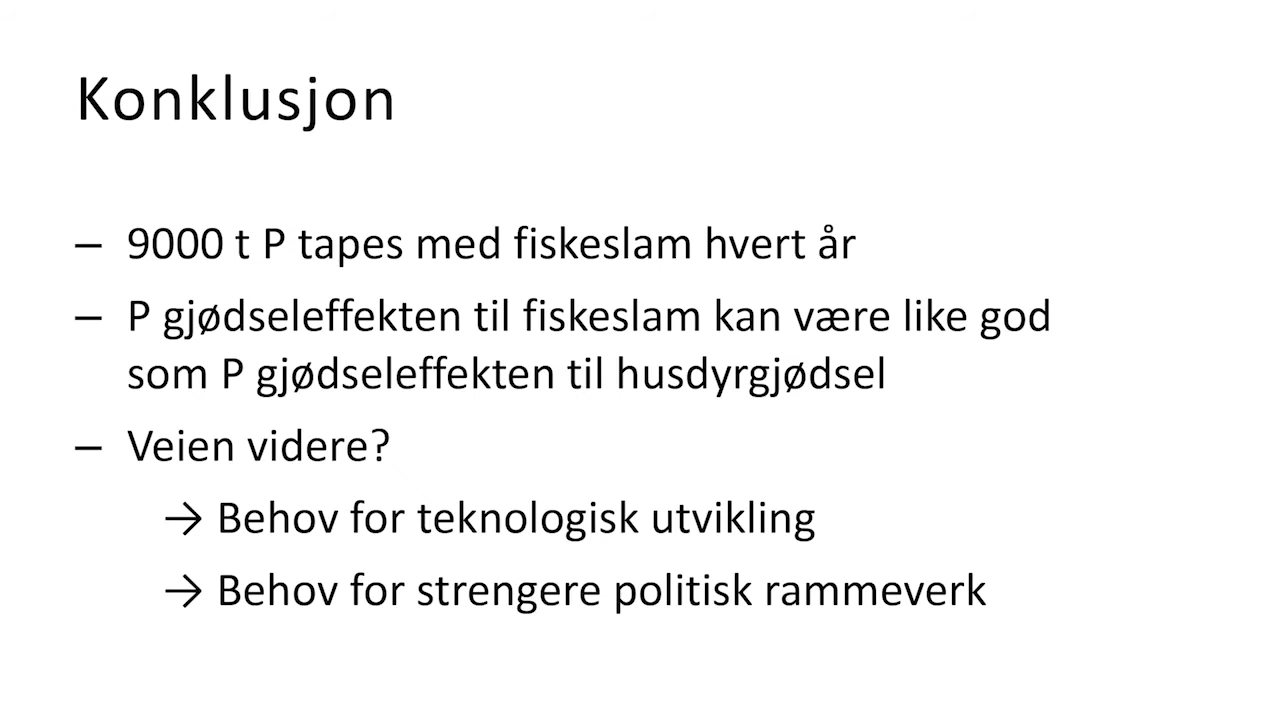 Konklusjon
– 9000 t P tapes med fiskeslam hvert år
– P gjødseleffekten til fiskeslam kan være like god
som P gjødseleffekten til husdyrgjødsel
– Veien videre?
→ Behov for teknologisk utvikling
→ Behov for strengere politisk rammeverk